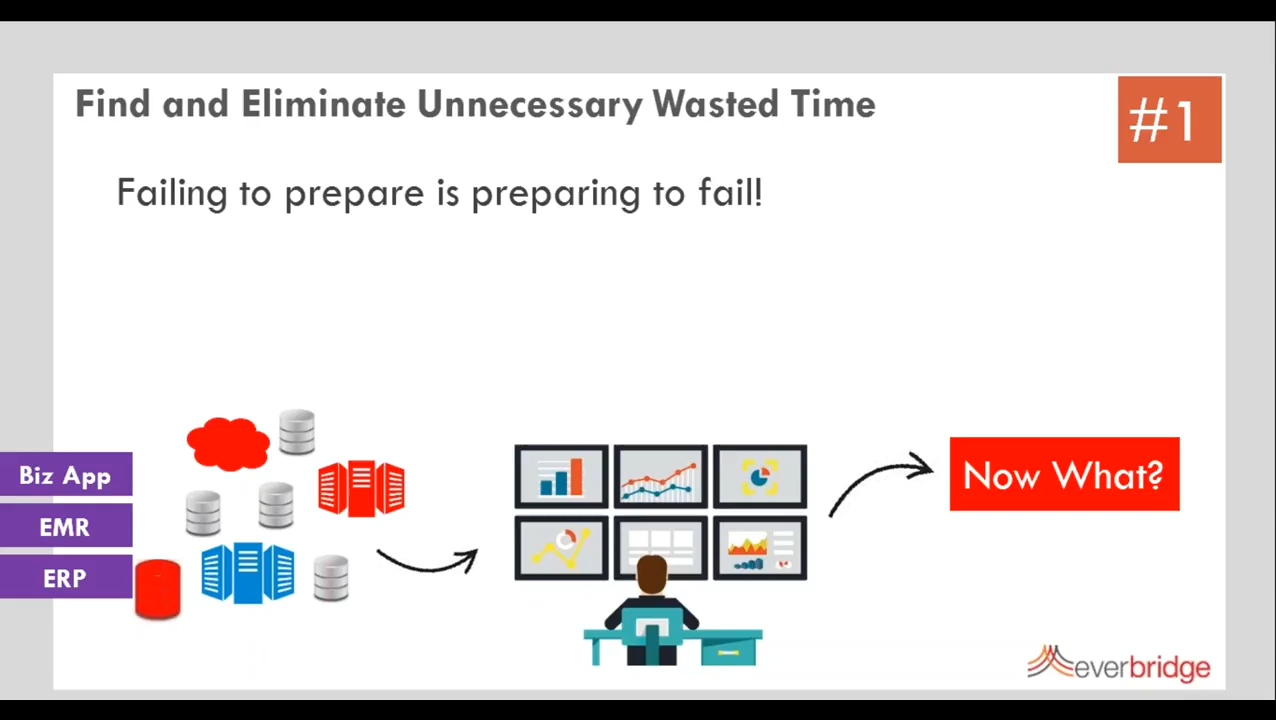 Find and Eliminate Unnecessary Wasted Time
#1
Failing to prepare is preparing to fail!
Biz App
EMR
ERP
Now What?
everbridge